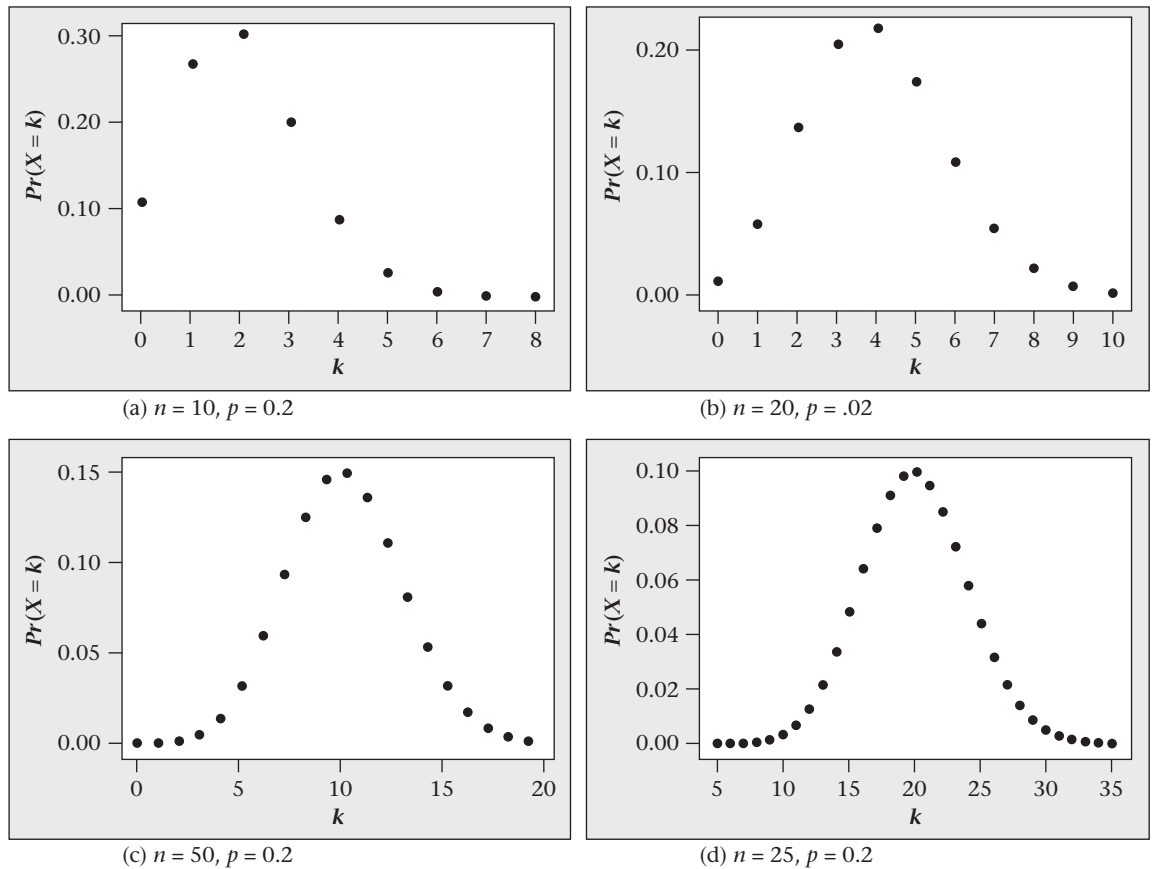 0.30
0.20
0.10
0.00
Pr(X = k)
0 1 2 3 4 5 6 7 8
k
(a) n = 10, p = 0.2
0.20
0.10
0.00
Pr(X = k)
0 1 2 3 4 5 6 7 8 9 10
k
(b) n = 20, p = .02
0.15
0.10
0.05
0.00
Pr(X = k)
0 5 10 15 20
k
(c) n = 50, p = 0.2
0.10
0.08
0.06
0.04
0.02
0.00
Pr(X = k)
5 10 15 20 25 30 35
k
(d) n = 25, p = 0.2